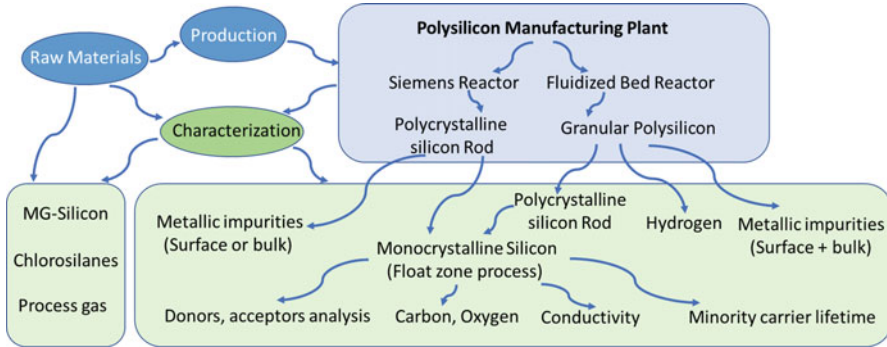 Polysilicon Manufacturing Plant
Production
Raw Materials
Siemens Reactor
Fluidized Bed Reactor
Characterization
Polycrystalline
silicon Rod
Granular Polysilicon
MG-Silicon
Chlorosilanes
Process gas
Metallic impurities
(Surface or bulk)
Polycrystalline
silicon Rod
Hydrogen
Metallic impurities
(Surface + bulk)
Monocrystalline Silicon
(Float zone process)
Donors, acceptors analysis
Carbon, Oxygen
Conductivity
Minority carrier lifetime